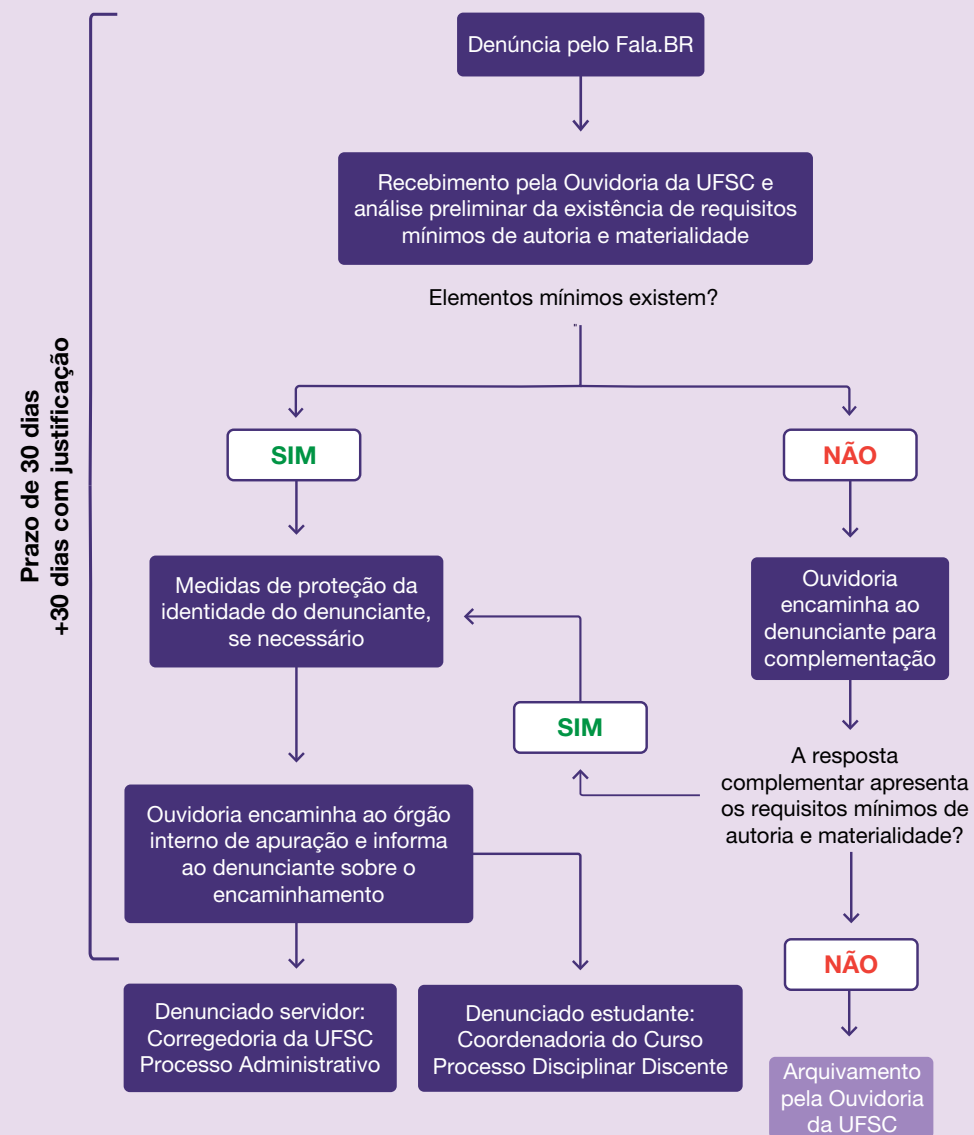 Prazo de 30 dias
+30 dias com justificação
Denúncia pelo Fala.BR
Recebimento pela Ouvidoria da UFSC e
análise preliminar da existência de requisitos
mínimos de autoria e materialidade
Elementos mínimos existem?
SIM
NÃO
Medidas de proteção da
identidade do denunciante,
se necessário
Ouvidoria
encaminha ao
denunciante para
complementação
SIM
A resposta
complementar apresenta
os requisitos mínimos de
autoria e materialidade?
Ouvidoria encaminha ao órgão
interno de apuração e informa
ao denunciante sobre o
encaminhamento
NÃO
Denunciado servidor:
Corregedoria da UFSC
Processo Administrativo
Denunciado estudante:
Coordenadoria do Curso
Processo Disciplinar Discente
Arquivamento
pela Ouvidoria
da UFSC